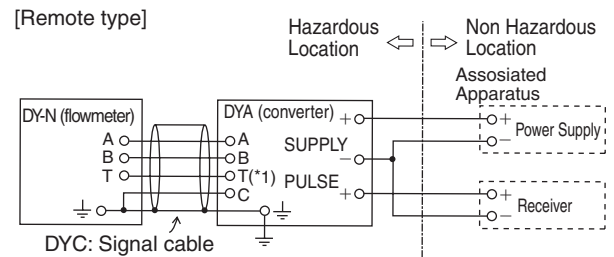 [Remote type]
Hazardous
Location
Non Hazardous
Location
Assosiated
Apparatus
DY-N (flowmeter)
DYA (converter)
A
B
T
A
B
T(*1)
C
SUPPLY
PULSE
+
−
+
+
−
Power Supply
+
−
Receiver
DYC: Signal cable